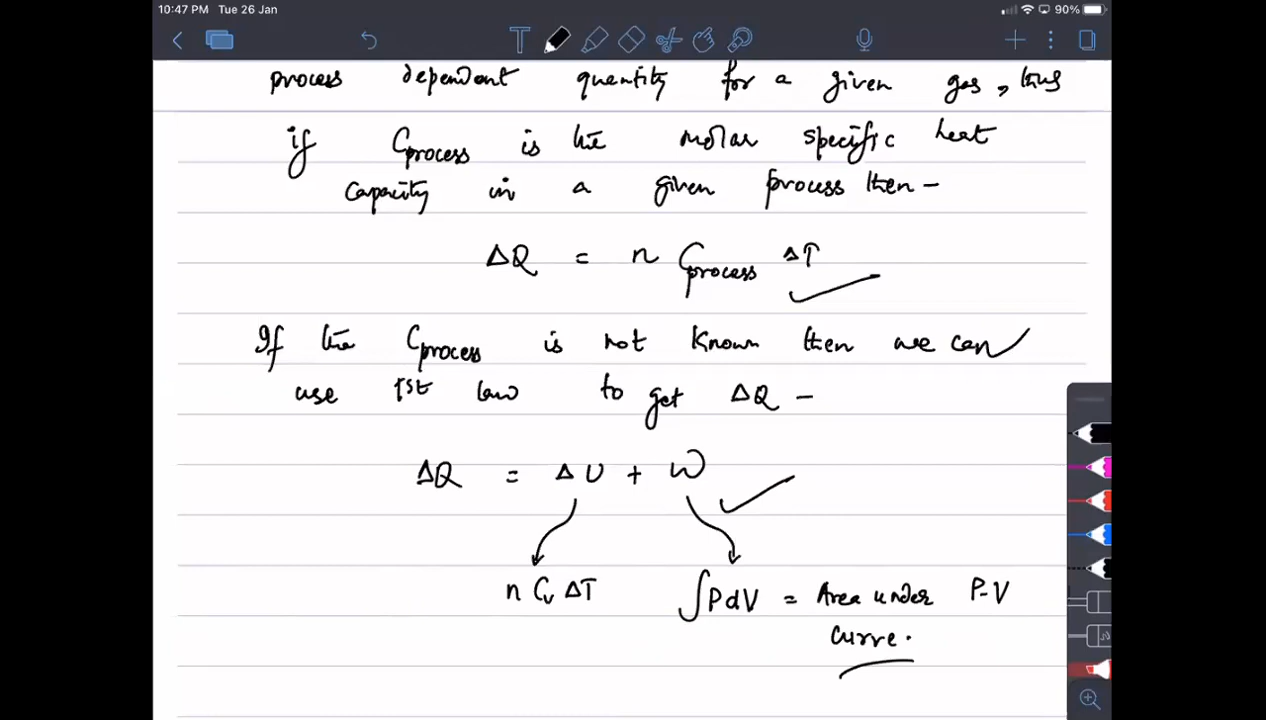 10:47 PM Tue 26 Jan 90%
process dependent quantity for a given gas, thus
if Cprocess is the molar specific heat
capacity in a given process then -
ΔQ = n Cprocess ΔT
If the Cprocess is not known then we can
use 1st law to get ΔQ -
ΔQ = ΔU + W
n Cv ΔT ∫PdV = Area under P-V
curve.